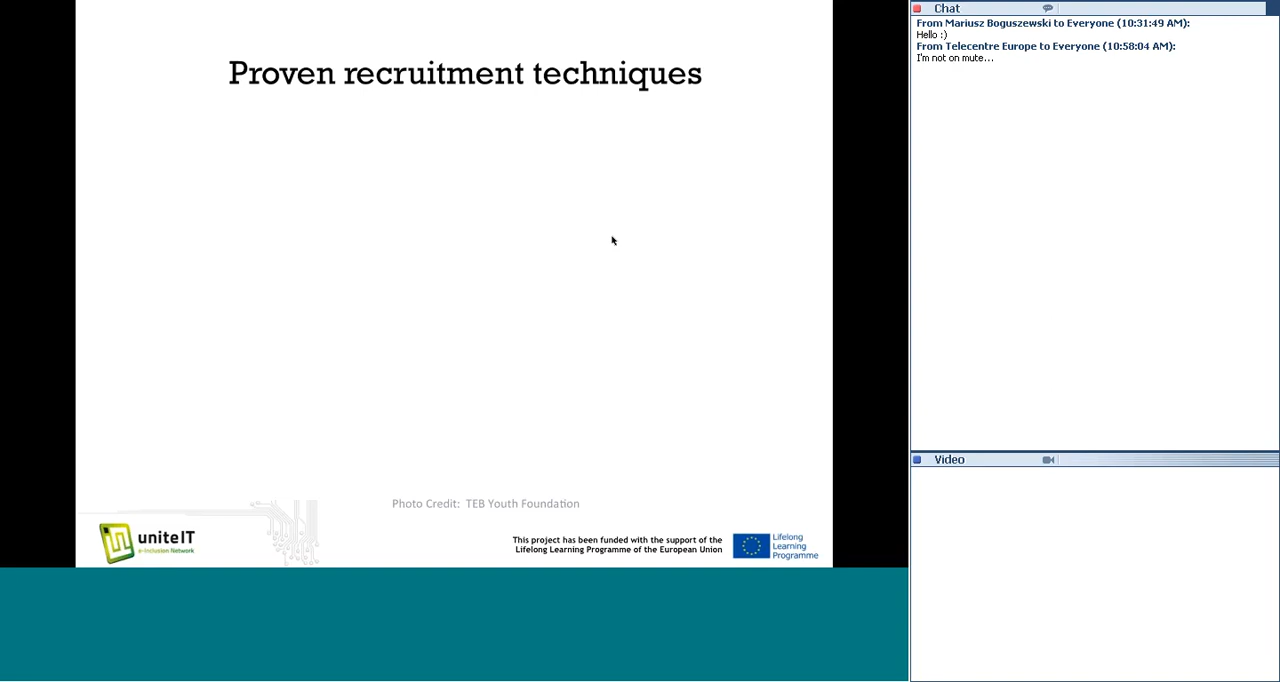 Proven recruitment techniques
Photo Credit: TEB Youth Foundation
in
uniteIT
e-Inclusion Network
This project has been funded with the support of the
Lifelong Learning Programme of the European Union
Lifelong
Learning
Programme
Chat
From Mariusz Boguszewski to Everyone (10:31:49 AM):
Hello :)
From Telecentre Europe to Everyone (10:58:04 AM):
I'm not on mute...
Video